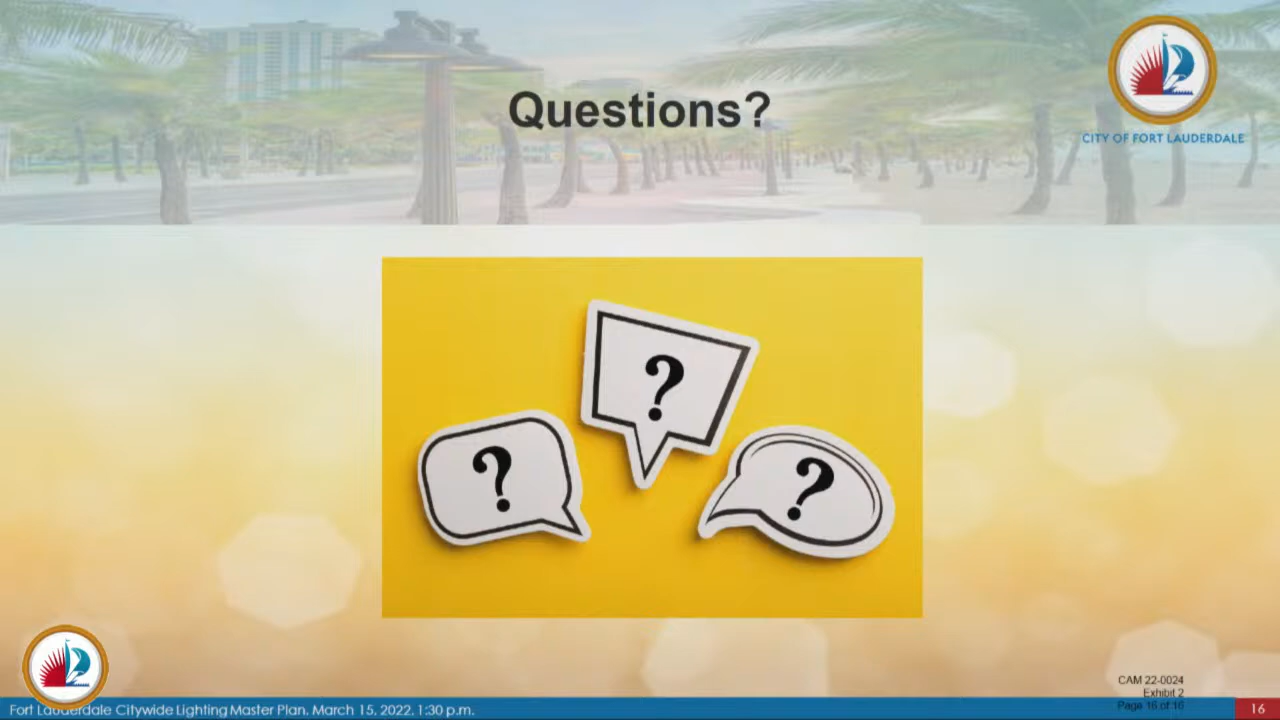 Questions?
CITY OF FORT LAUDERDALE
?
?
?
CAM 22-0024
Exhibit 2
Page 16 of 16
Fort Lauderdale Citywide Lighting Master Plan, March 15, 2022, 1:30 p.m.
16